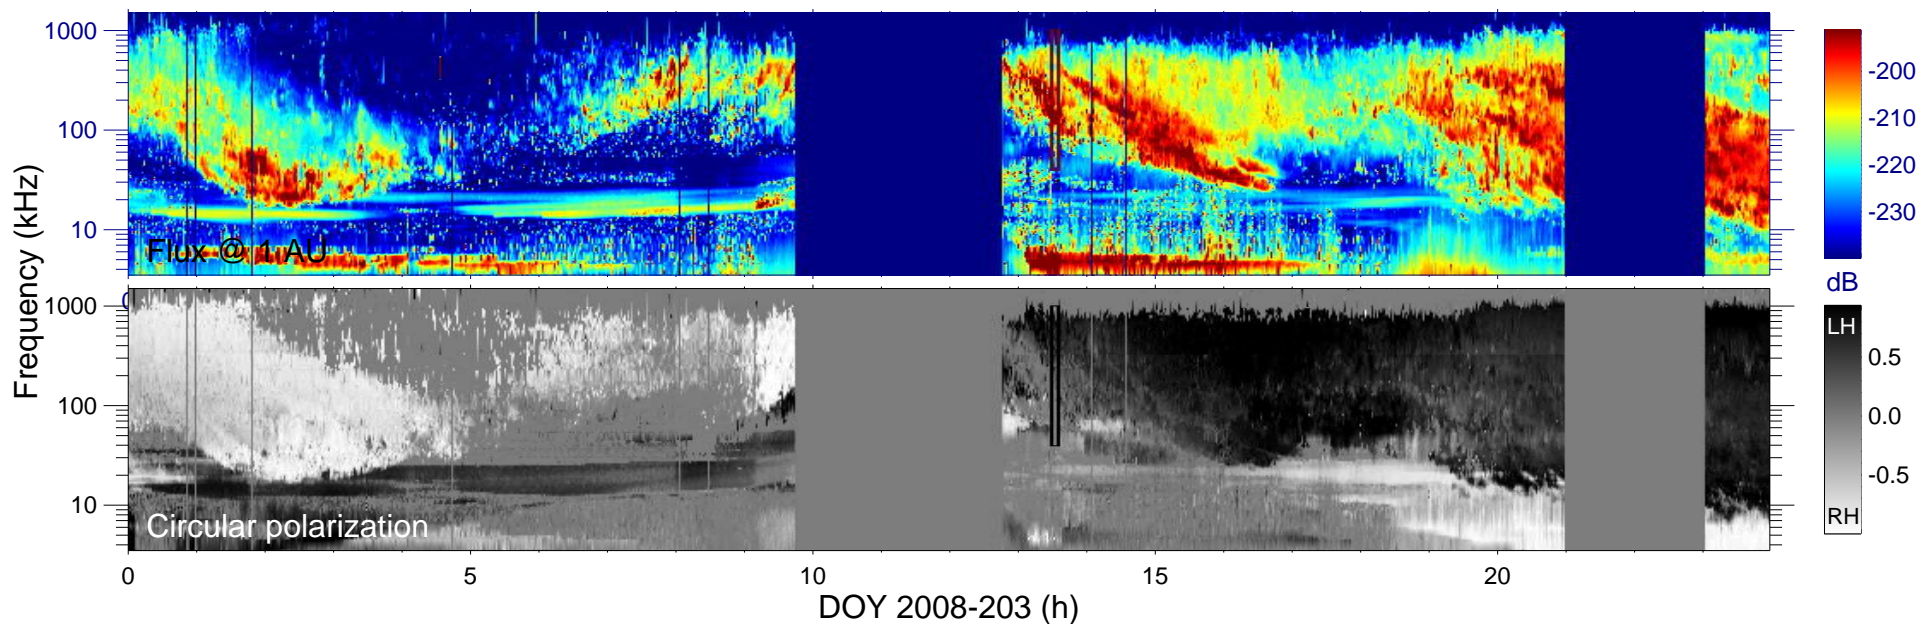 Frequency (kHz)
1000
100
10
Flux @ 1 AU
-200
-210
-220
-230
dB
0
1000
100
10
Circular polarization
LH
0.5
0.0
-0.5
RH
0
5
10
15
20
DOY 2008-203 (h)